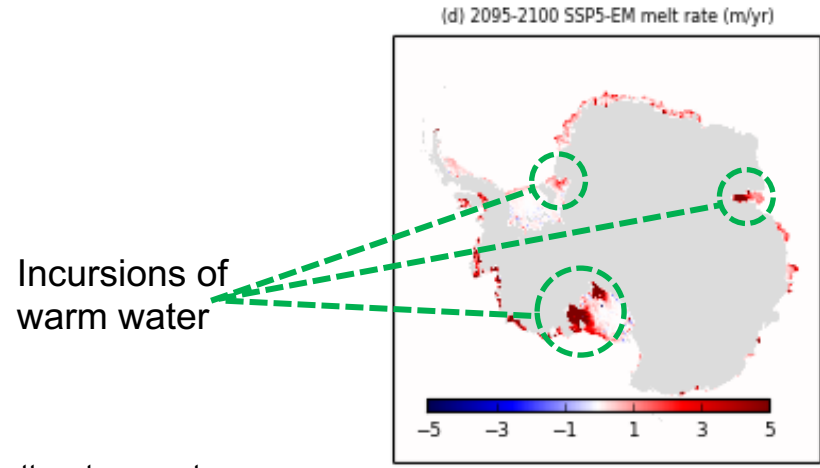 (d) 2095-2100 SSP5-EM melt rate (m/yr)
Incursions of
warm water
−5 −3 −1 1 3 5